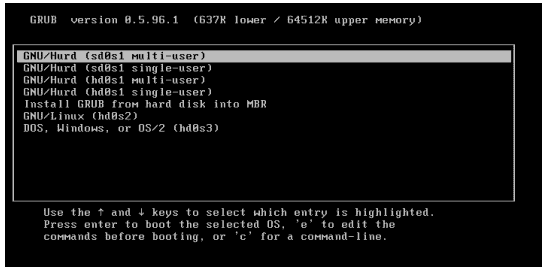 GRUB version 0.5.96.1 (637K lower / 64512K upper memory)
GNU/Hurd (sd0s1 multi-user)
GNU/Hurd (sd0s1 single-user)
GNU/Hurd (hd0s1 multi-user)
GNU/Hurd (hd0s1 single-user)
Install GRUB from hard disk into MBR
GNU/Linux (hd0s2)
DOS, Windows, or OS/2 (hd0s3)
Use the ↑ and ↓ keys to select which entry is highlighted.
Press enter to boot the selected OS, 'e' to edit the
commands before booting, or 'c' for a command-line.